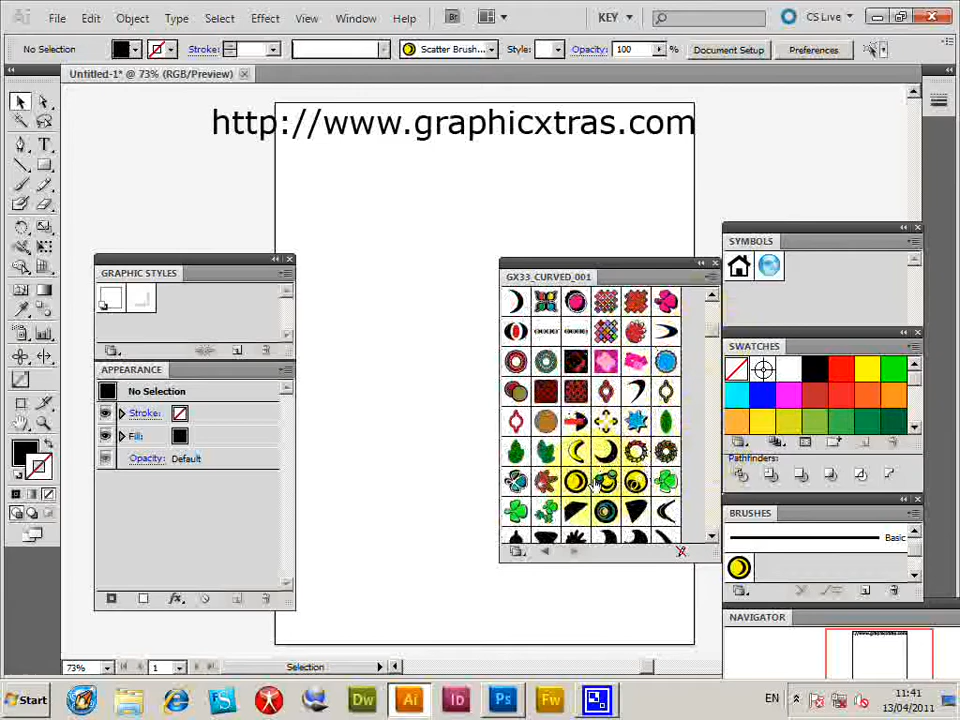 Ai File Edit Object Type Select Effect View Window Help Br KEY CS Live
No Selection Stroke: Scatter Brush... Style: Opacity: 100 % Document Setup Preferences
Untitled-1* @ 73% (RGB/Preview)
http://www.graphicxtras.com
SYMBOLS
GRAPHIC STYLES
GX33_CURVED_001
SWATCHES
APPEARANCE
No Selection
Stroke:
Fill:
Opacity: Default
Pathfinders:
BRUSHES
Basic
NAVIGATOR
73% 1 Selection
Start Dw Ai Id Ps Fw EN 11:41
13/04/2011